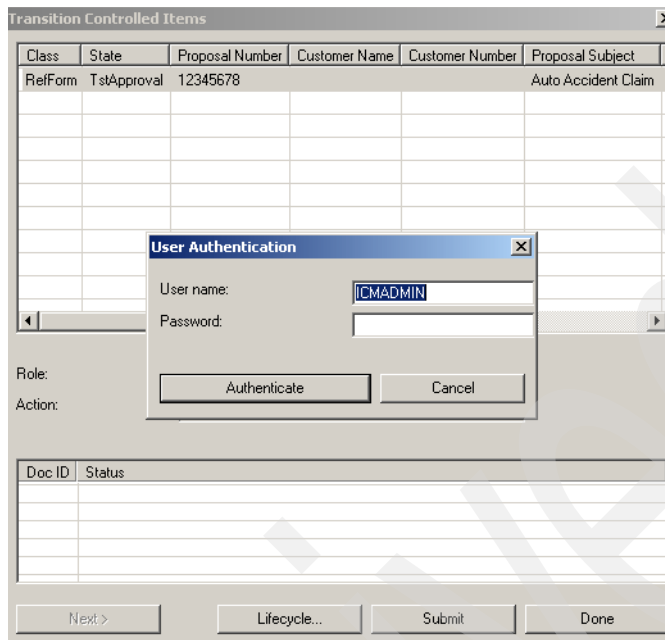 Transition Controlled Items
Class State Proposal Number Customer Name Customer Number Proposal Subject
RefForm TstApproval 12345678 Auto Accident Claim
User Authentication
User name: ICMADMIN
Password:
Authenticate Cancel
Role:
Action:
Doc ID Status
Next > Lifecycle... Submit Done